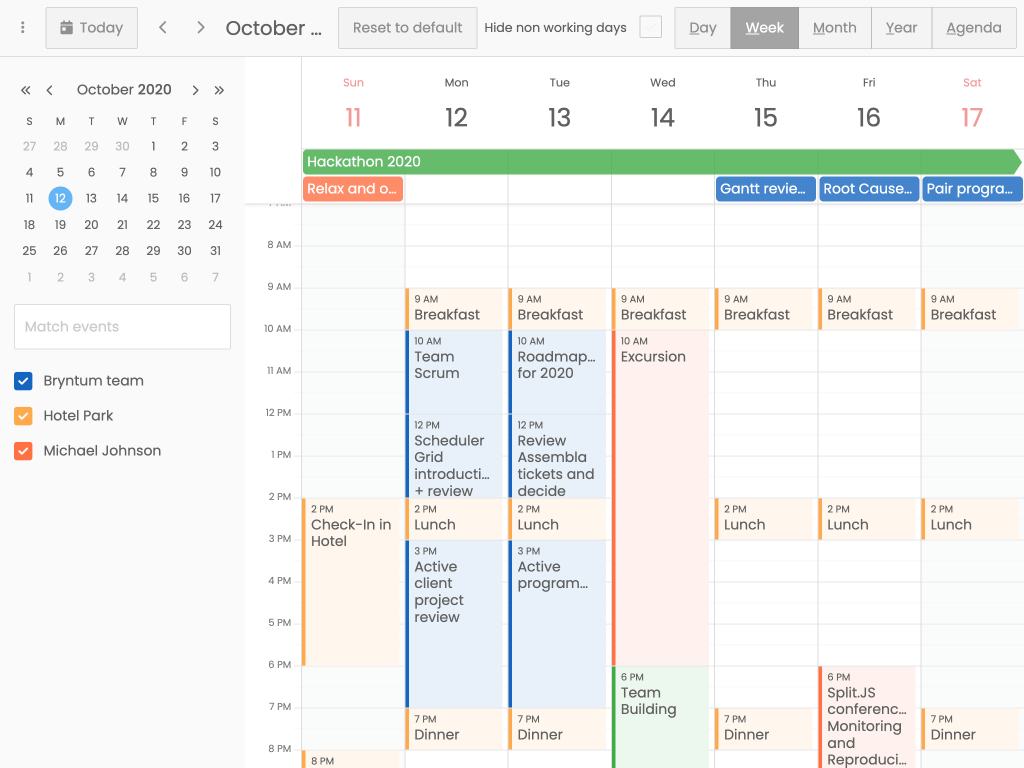 Today
October ...
Reset to default
Hide non working days
Day
Week
Month
Year
Agenda
October 2020
S M T W T F S
27 28 29 30 1 2 3
4 5 6 7 8 9 10
11 12 13 14 15 16 17
18 19 20 21 22 23 24
25 26 27 28 29 30 31
1 2 3 4 5 6 7
Match events
Bryntum team
Hotel Park
Michael Johnson
Sun Mon Tue Wed Thu Fri Sat
11 12 13 14 15 16 17
Hackathon 2020
Relax and o...
Gantt revie...
Root Cause...
Pair progra...
8 AM
9 AM
10 AM
11 AM
12 PM
1 PM
2 PM
3 PM
4 PM
5 PM
6 PM
7 PM
8 PM
2 PM
Check-In in
Hotel
8 PM
9 AM
Breakfast
10 AM
Team
Scrum
12 PM
Scheduler
Grid
introducti...
+ review
2 PM
Lunch
3 PM
Active
client
project
review
7 PM
Dinner
9 AM
Breakfast
10 AM
Roadmap...
for 2020
12 PM
Review
Assembla
tickets and
decide
2 PM
Lunch
3 PM
Active
program...
7 PM
Dinner
9 AM
Breakfast
10 AM
Excursion
6 PM
Team
Building
9 AM
Breakfast
2 PM
Lunch
7 PM
Dinner
9 AM
Breakfast
2 PM
Lunch
6 PM
Split.JS
conferenc...
Monitoring
and
Reproduci...
9 AM
Breakfast
2 PM
Lunch
7 PM
Dinner